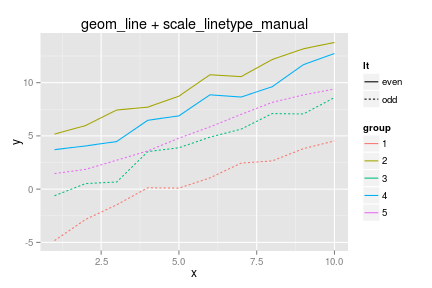 geom_line + scale_linetype_manual
y
10
5
0
-5
2.5 5.0 7.5 10.0
x
lt
even
odd
group
1
2
3
4
5